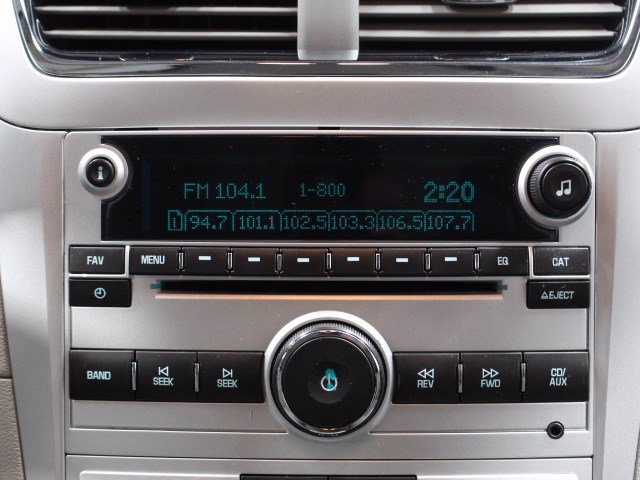 FM 104.1 1-800 2:20
1 94.7 101.1 102.5 103.3 106.5 107.7
FAV MENU EQ CAT
EJECT
BAND SEEK SEEK REV FWD CD/
AUX